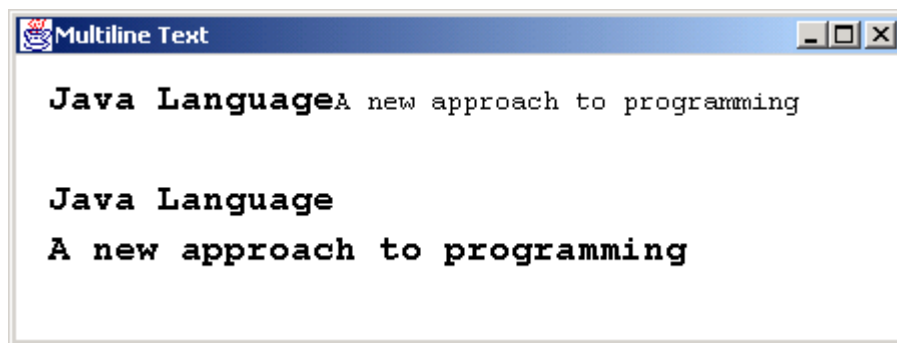 Multiline Text
Java LanguageA new approach to programming
Java Language
A new approach to programming